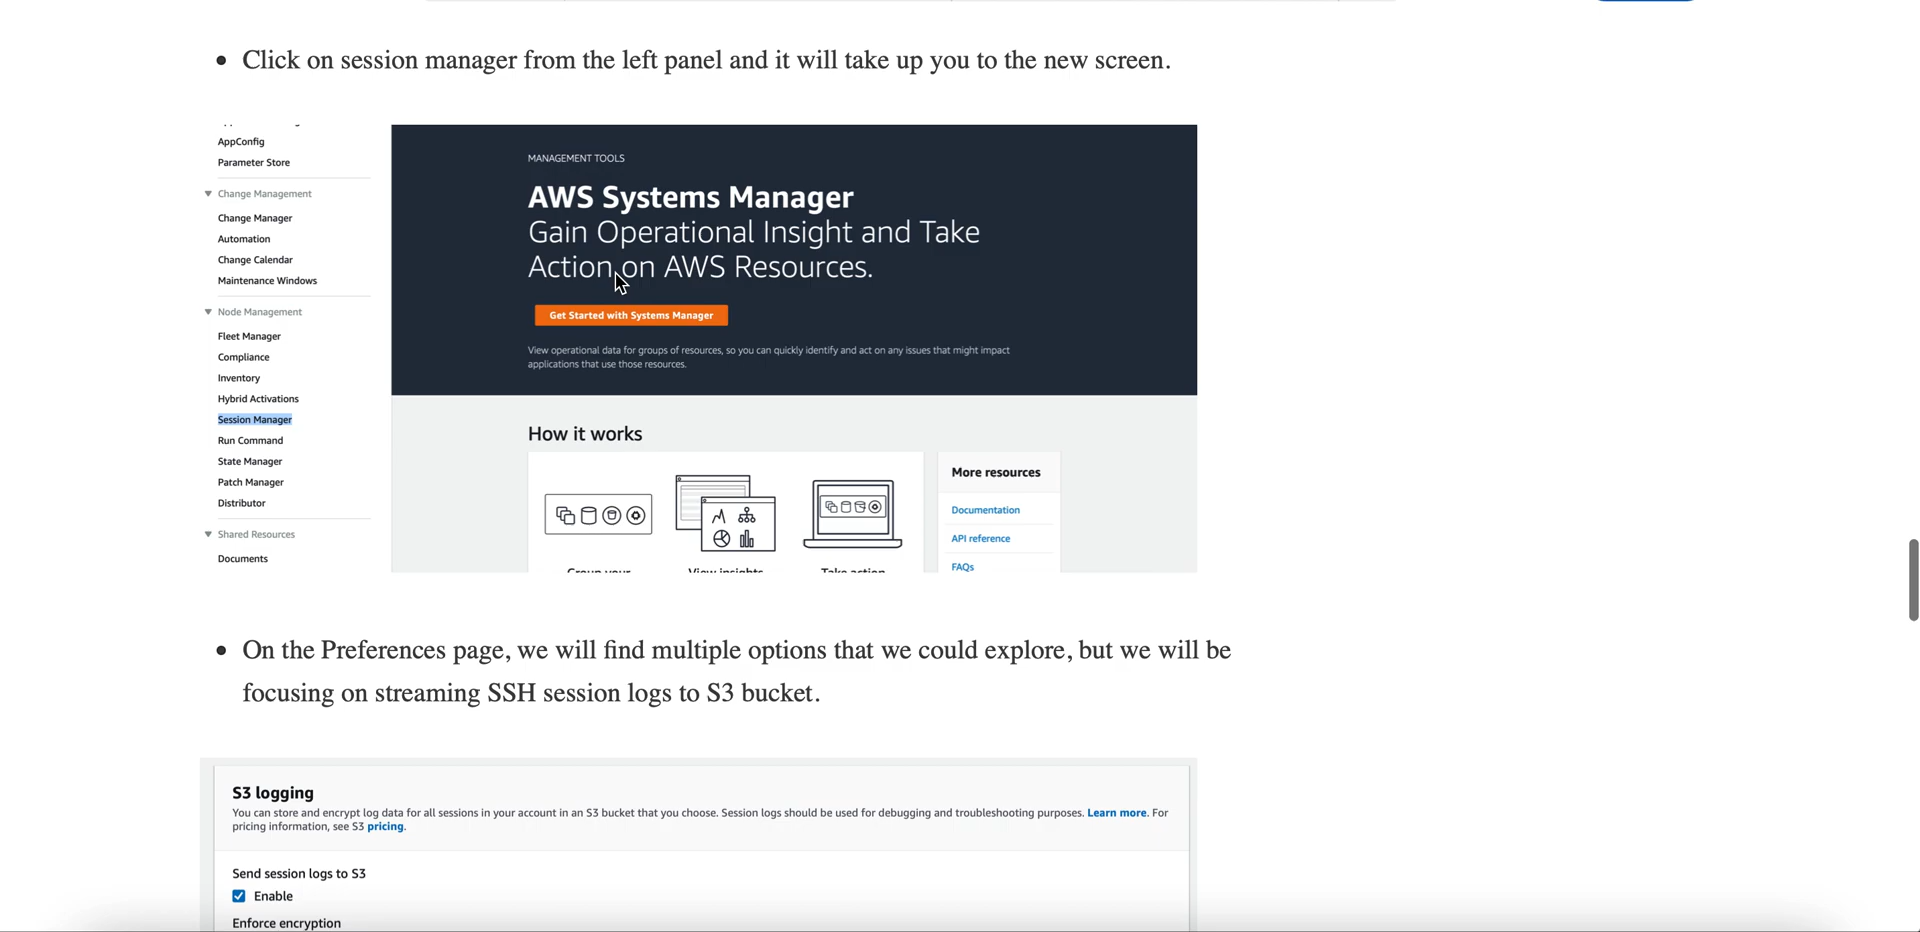 Click on session manager from the left panel and it will take up you to the new screen.
AppConfig
Parameter Store
Change Management
Change Manager
Automation
Change Calendar
Maintenance Windows
Node Management
Fleet Manager
Compliance
Inventory
Hybrid Activations
Session Manager
Run Command
State Manager
Patch Manager
Distributor
Shared Resources
Documents
MANAGEMENT TOOLS
AWS Systems Manager
Gain Operational Insight and Take
Action on AWS Resources.
Get Started with Systems Manager
View operational data for groups of resources, so you can quickly identify and act on any issues that might impact
applications that use those resources.
How it works
Group your
View insights
Take action
More resources
Documentation
API reference
FAQs
On the Preferences page, we will find multiple options that we could explore, but we will be
focusing on streaming SSH session logs to S3 bucket.
S3 logging
You can store and encrypt log data for all sessions in your account in an S3 bucket that you choose. Session logs should be used for debugging and troubleshooting purposes. Learn more. For
pricing information, see S3 pricing.
Send session logs to S3
Enable
Enforce encryption